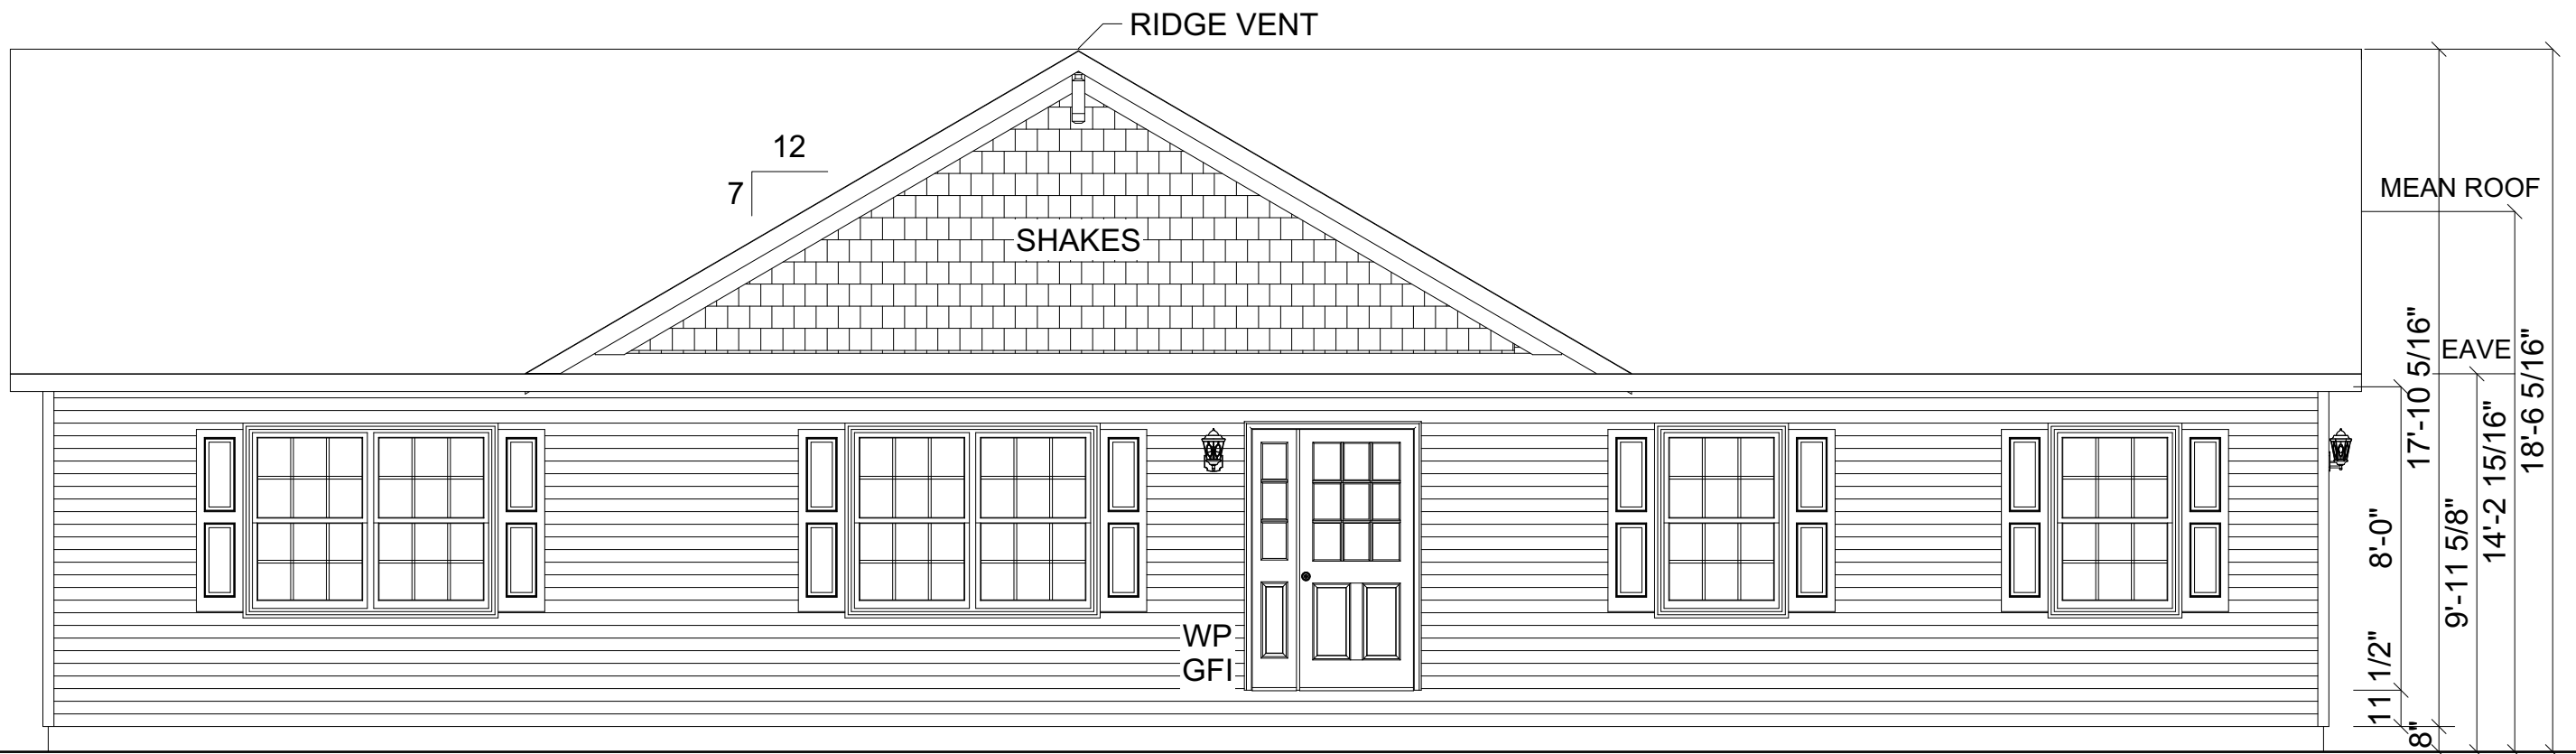 RIDGE VENT
12
7
MEAN ROOF
SHAKES
EAVE
17'-10 5/16"
18'-6 5/16"
14'-2 15/16"
9'-11 5/8"
8'-0"
WP
GFI
11 1/2"
8"